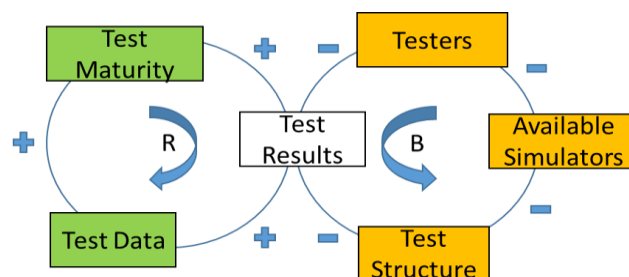 Test
Maturity
Testers
R
Test
Results
B
Available
Simulators
Test Data
Test
Structure